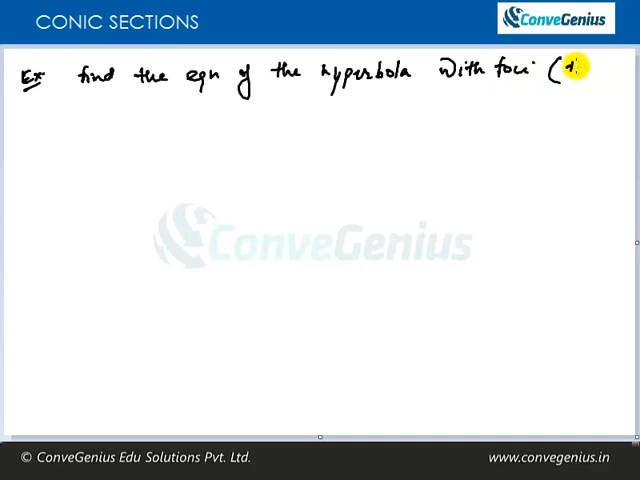 CONIC SECTIONS
ConveGenius
Ex find the eqn of the hyperbola with foci (
ConveGenius
© ConveGenius Edu Solutions Pvt. Ltd. www.convegenius.in